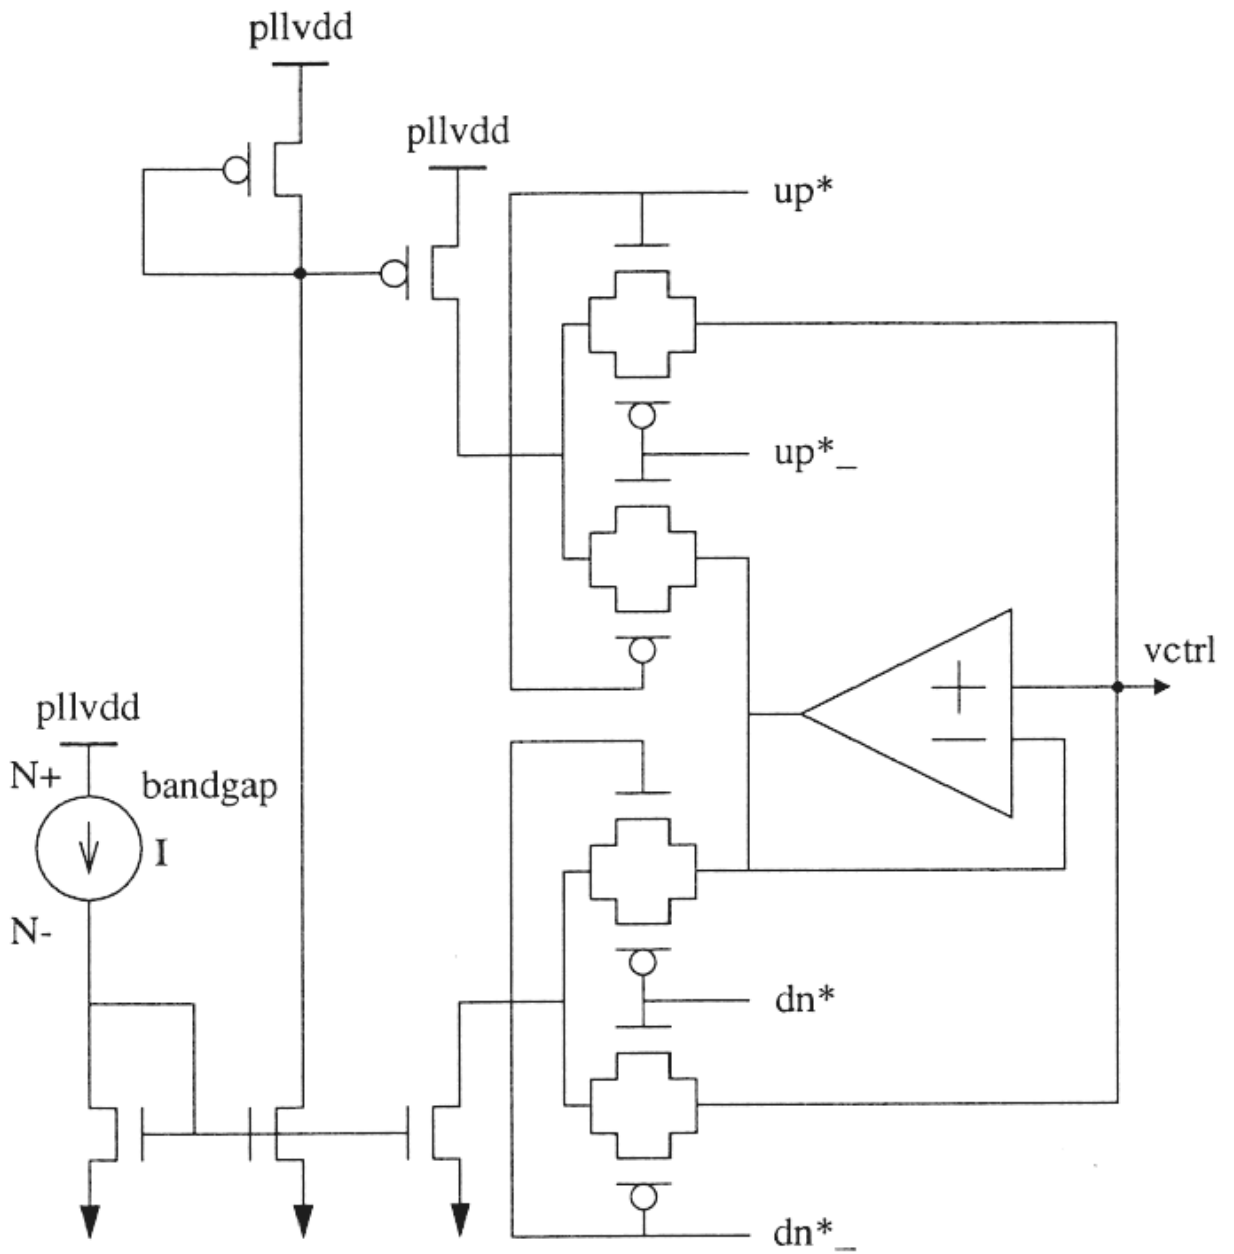 pllvdd
pllvdd
up*
up*_
vctrl
pllvdd
N+
bandgap
I
N-
dn*
dn*_